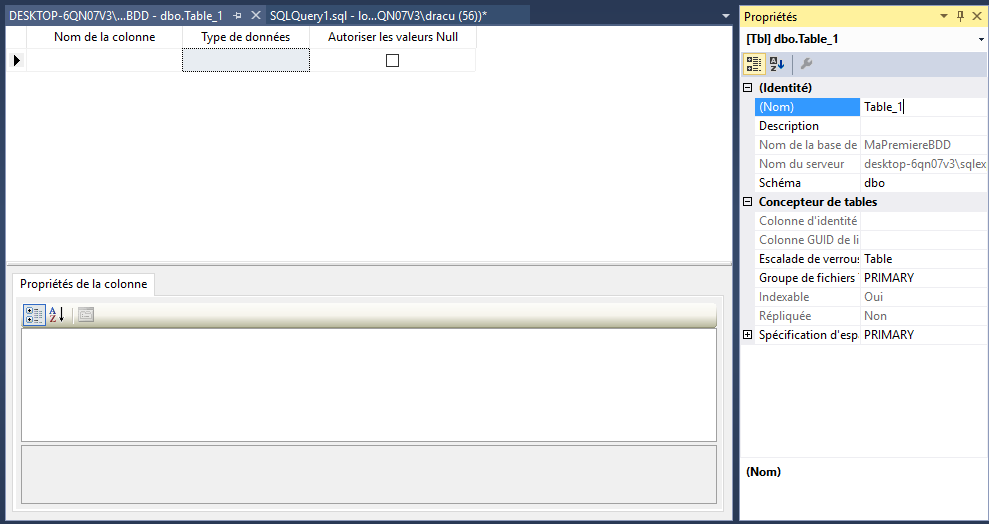 DESKTOP-6QN07V3\...BDD - dbo.Table_1
SQLQuery1.sql - lo...QN07V3\dracu (56))*
Nom de la colonne Type de données Autoriser les valeurs Null
Propriétés de la colonne
Propriétés
[Tbl] dbo.Table_1
(Identité)
(Nom) Table_1
Description
Nom de la base de MaPremiereBDD
Nom du serveur desktop-6qn07v3\sqlex
Schéma dbo
Concepteur de tables
Colonne d'identité
Colonne GUID de li
Escalade de verrous Table
Groupe de fichiers PRIMARY
Indexable Oui
Répliquée Non
Spécification d'esp PRIMARY
(Nom)